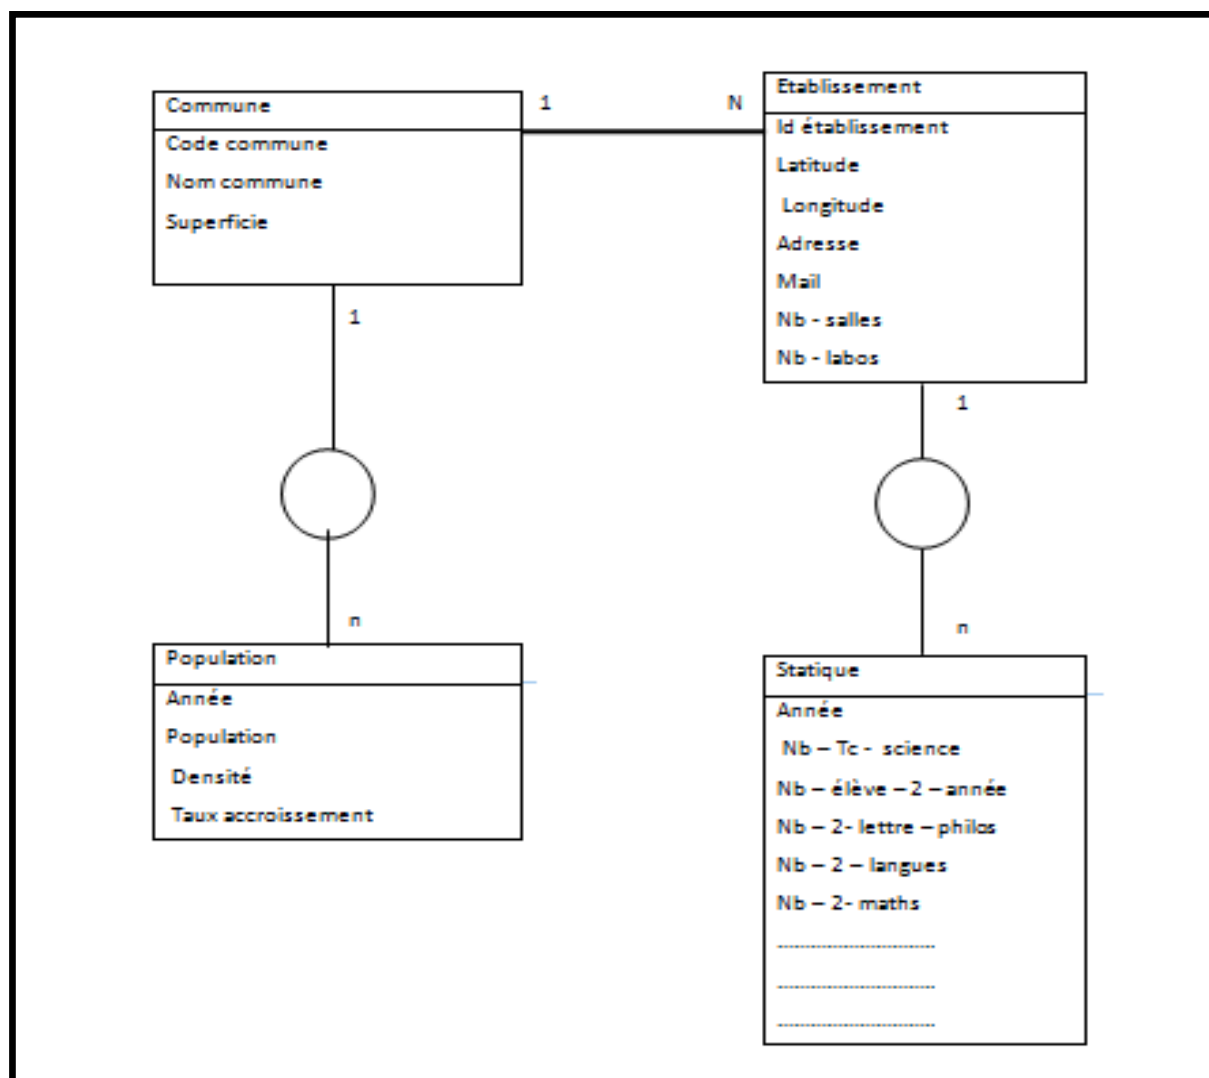 Commune
Code commune
Nom commune
Superficie
1
N
Etablissement
Id établissement
Latitude
Longitude
Adresse
Mail
Nb - salles
Nb - labos
1
1
n
n
Population
Année
Population
Densité
Taux accroissement
Statique
Année
Nb – Tc - science
Nb – élève – 2 – année
Nb – 2- lettre – philos
Nb – 2 – langues
Nb – 2- maths